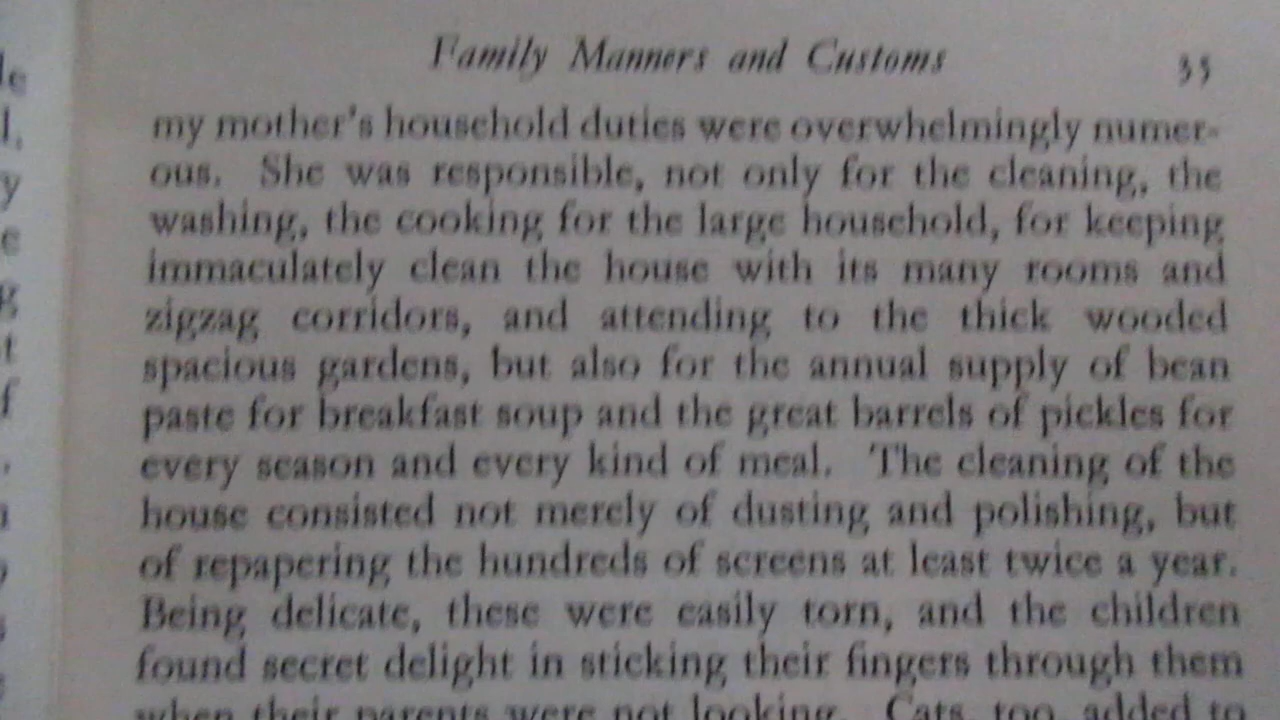 Family Manners and Customs 55
my mother's household duties were overwhelmingly numer-
ous. She was responsible, not only for the cleaning, the
washing, the cooking for the large household, for keeping
immaculately clean the house with its many rooms and
zigzag corridors, and attending to the thick wooded
spacious gardens, but also for the annual supply of bean
paste for breakfast soup and the great barrels of pickles for
every season and every kind of meal. The cleaning of the
house consisted not merely of dusting and polishing, but
of repapering the hundreds of screens at least twice a year.
Being delicate, these were easily torn, and the children
found secret delight in sticking their fingers through them
when their parents were not looking. Cats, too, added to